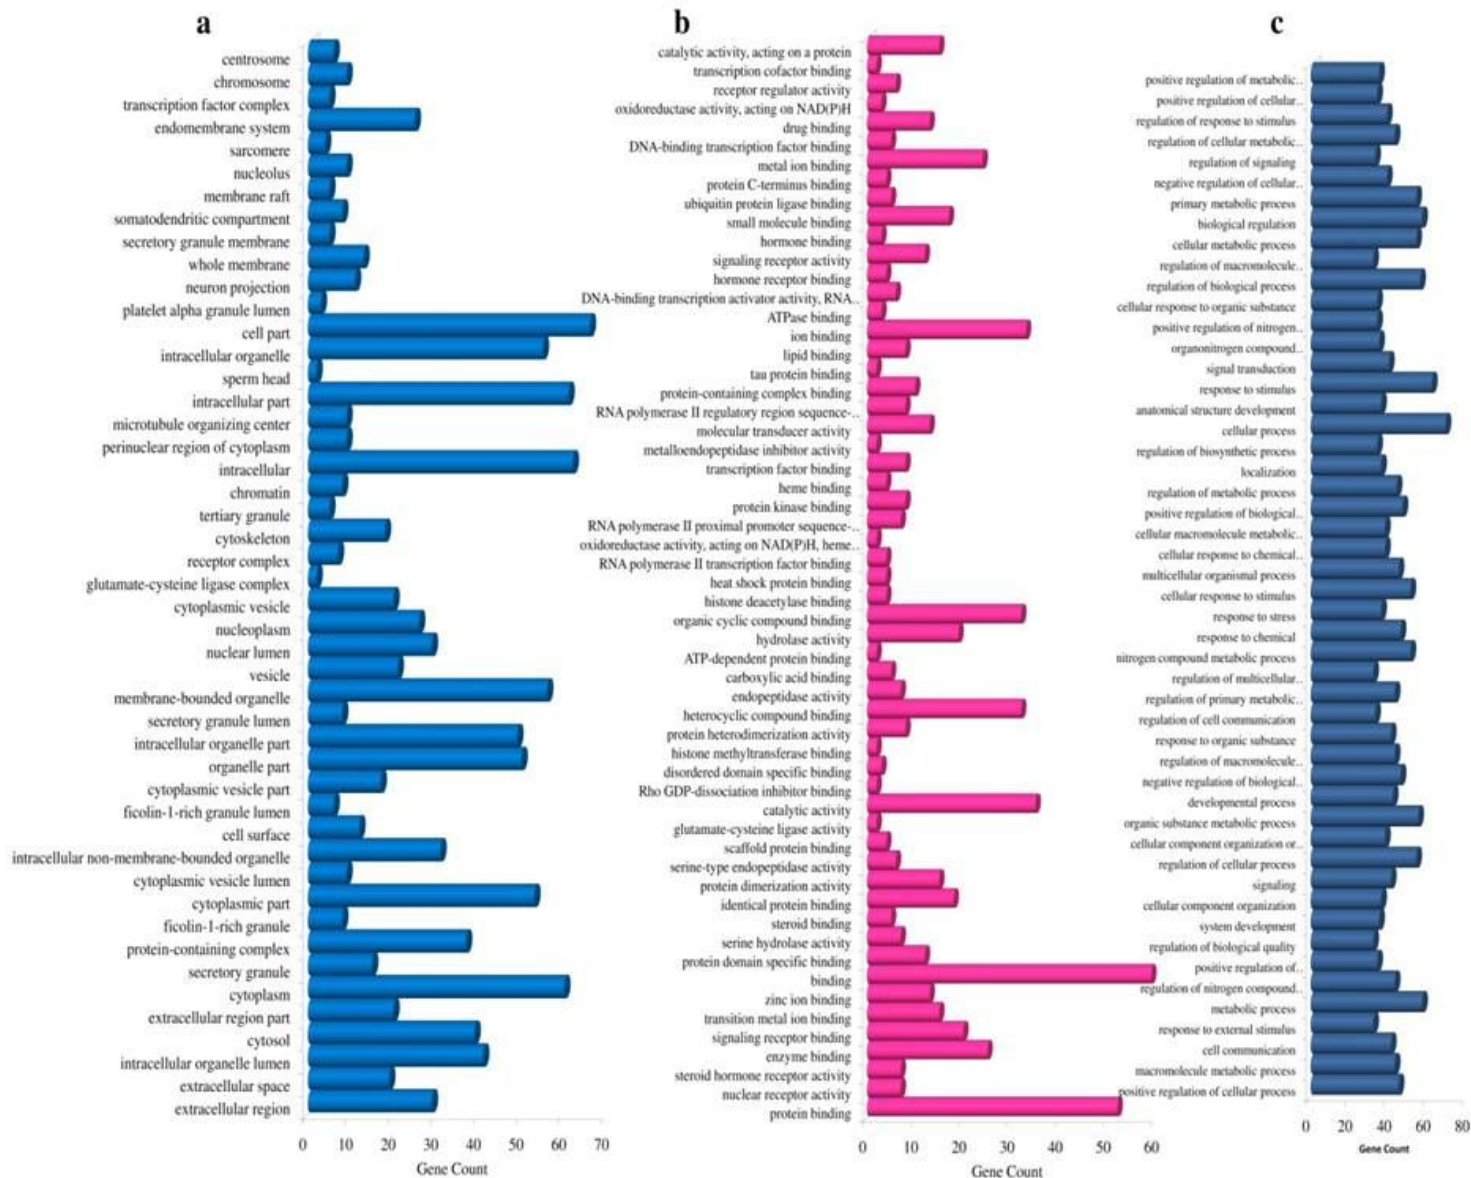 a
centrosome
chromosome
transcription factor complex
endomembrane system
sarcomere
nucleolus
membrane raft
somatodendritic compartment
secretory granule membrane
whole membrane
neuron projection
platelet alpha granule lumen
cell part
intracellular organelle
sperm head
intracellular part
microtubule organizing center
perinuclear region of cytoplasm
intracellular
chromatin
tertiary granule
cytoskeleton
receptor complex
glutamate-cysteine ligase complex
cytoplasmic vesicle
nucleoplasm
nuclear lumen
vesicle
membrane-bounded organelle
secretory granule lumen
intracellular organelle part
organelle part
cytoplasmic vesicle part
ficolin-1-rich granule lumen
cell surface
intracellular non-membrane-bounded organelle
cytoplasmic vesicle lumen
cytoplasmic part
ficolin-1-rich granule
protein-containing complex
secretory granule
cytoplasm
extracellular region part
cytosol
intracellular organelle lumen
extracellular space
extracellular region
0 10 20 30 40 50 60 70
Gene Count
b
catalytic activity, acting on a protein
transcription cofactor binding
receptor regulator activity
oxidoreductase activity, acting on NAD(P)H
drug binding
DNA-binding transcription factor binding
metal ion binding
protein C-terminus binding
ubiquitin protein ligase binding
small molecule binding
hormone binding
signaling receptor activity
hormone receptor binding
DNA-binding transcription activator activity, RNA..
ATPase binding
ion binding
lipid binding
tau protein binding
protein-containing complex binding
RNA polymerase II regulatory region sequence-..
molecular transducer activity
metalloendopeptidase inhibitor activity
transcription factor binding
heme binding
protein kinase binding
RNA polymerase II proximal promoter sequence-..
oxidoreductase activity, acting on NAD(P)H, heme..
RNA polymerase II transcription factor binding
heat shock protein binding
histone deacetylase binding
organic cyclic compound binding
hydrolase activity
ATP-dependent protein binding
carboxylic acid binding
endopeptidase activity
heterocyclic compound binding
protein heterodimerization activity
histone methyltransferase binding
disordered domain specific binding
Rho GDP-dissociation inhibitor binding
catalytic activity
glutamate-cysteine ligase activity
scaffold protein binding
serine-type endopeptidase activity
protein dimerization activity
identical protein binding
steroid binding
serine hydrolase activity
protein domain specific binding
binding
zinc ion binding
transition metal ion binding
signaling receptor binding
enzyme binding
steroid hormone receptor activity
nuclear receptor activity
protein binding
0 10 20 30 40 50 60
Gene Count
c
positive regulation of metabolic..
positive regulation of cellular..
regulation of response to stimulus
regulation of cellular metabolic..
regulation of signaling
negative regulation of cellular..
primary metabolic process
biological regulation
cellular metabolic process
regulation of macromolecule..
regulation of biological process
cellular response to organic substance
positive regulation of nitrogen..
organonitrogen compound..
signal transduction
response to stimulus
anatomical structure development
cellular process
regulation of biosynthetic process
localization
regulation of metabolic process
positive regulation of biological..
cellular macromolecule metabolic..
cellular response to chemical..
multicellular organismal process
cellular response to stimulus
response to stress
response to chemical
nitrogen compound metabolic process
regulation of multicellular..
regulation of primary metabolic..
regulation of cell communication
response to organic substance
regulation of macromolecule..
negative regulation of biological..
developmental process
organic substance metabolic process
cellular component organization or..
regulation of cellular process
signaling
cellular component organization
system development
regulation of biological quality
positive regulation of..
regulation of nitrogen compound..
metabolic process
response to external stimulus
cell communication
macromolecule metabolic process
positive regulation of cellular process
0 20 40 60 80
Gene Count